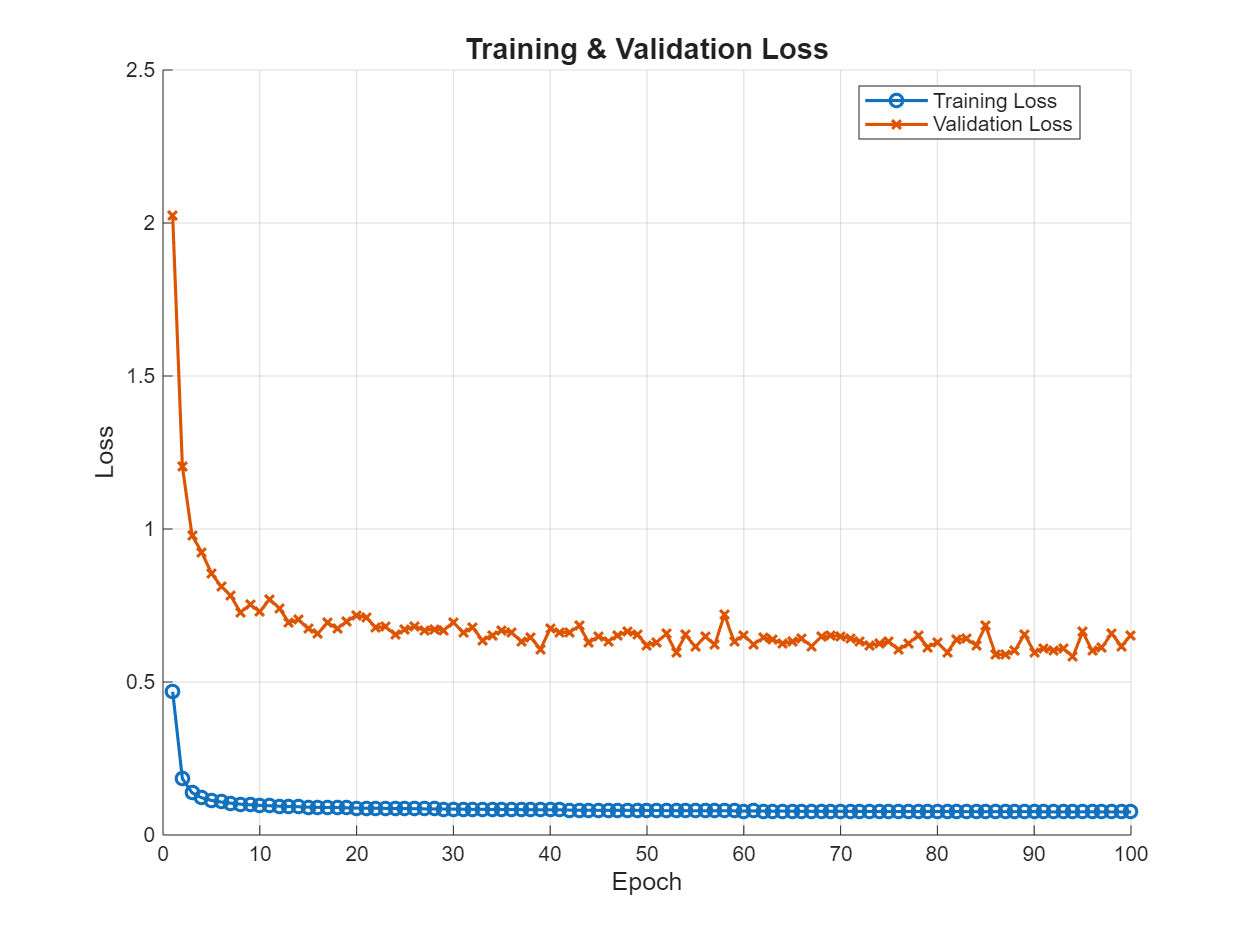 Training & Validation Loss
Training Loss
Validation Loss
2.5
2
1.5
1
0.5
0
Loss
0 10 20 30 40 50 60 70 80 90 100
Epoch